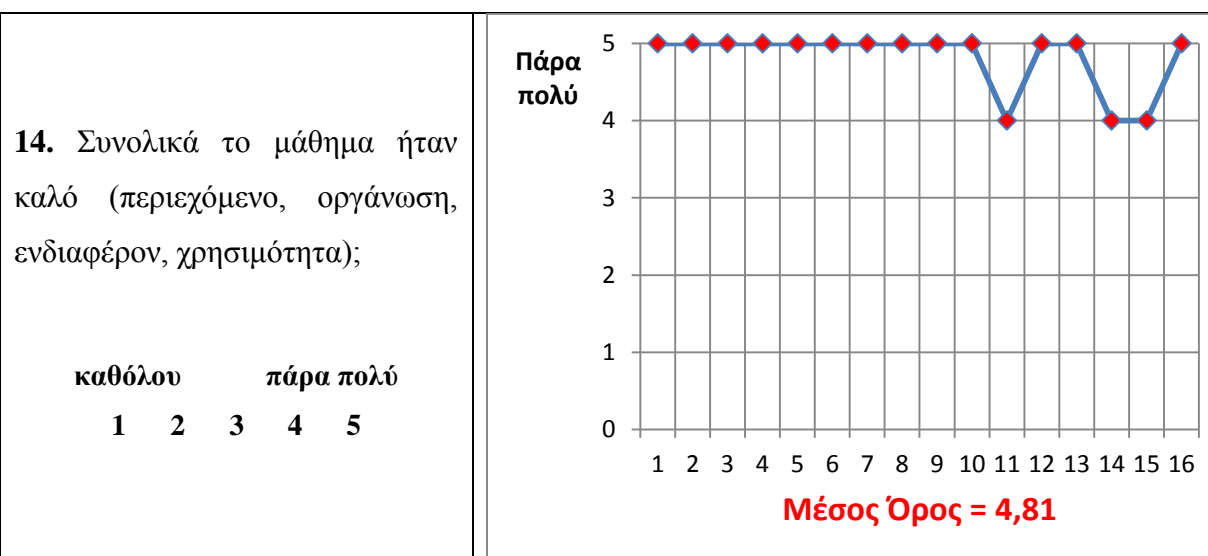 14. Συνολικά το μάθημα ήταν
καλό (περιεχόμενο, οργάνωση,
ενδιαφέρον, χρησιμότητα);
καθόλου πάρα πολύ
1 2 3 4 5
Πάρα
πολύ
5
4
3
2
1
0
1 2 3 4 5 6 7 8 9 10 11 12 13 14 15 16
Μέσος Όρος = 4,81